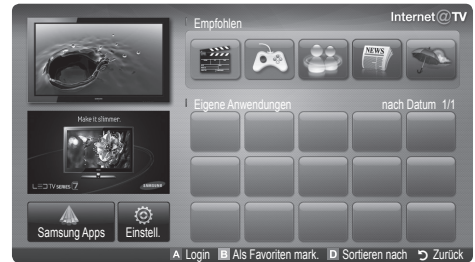 Internet@TV
Empfohlen
NEWS
Eigene Anwendungen nach Datum 1/1
Make it slimmer.
LED TV SERIES 7
SAMSUNG
Samsung Apps
Einstell.
A Login B Als Favoriten mark. D Sortieren nach Zurück